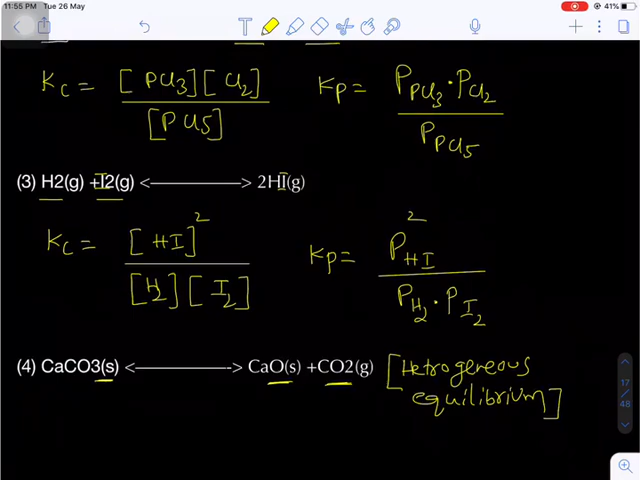 11:55 PM Tue 26 May
41%
Kc = [PCl3][Cl2] / [PCl5] Kp = PPCl3 · PCl2 / PPCl5
(3) H2(g) +I2(g) <————————> 2HI(g)
Kc = [HI]² / [H2][I2] Kp = P²HI / PH2 · PI2
(4) CaCO3(s) <————————-> CaO(s) +CO2(g) [Hetrogeneous
equilibrium]
17
/
48